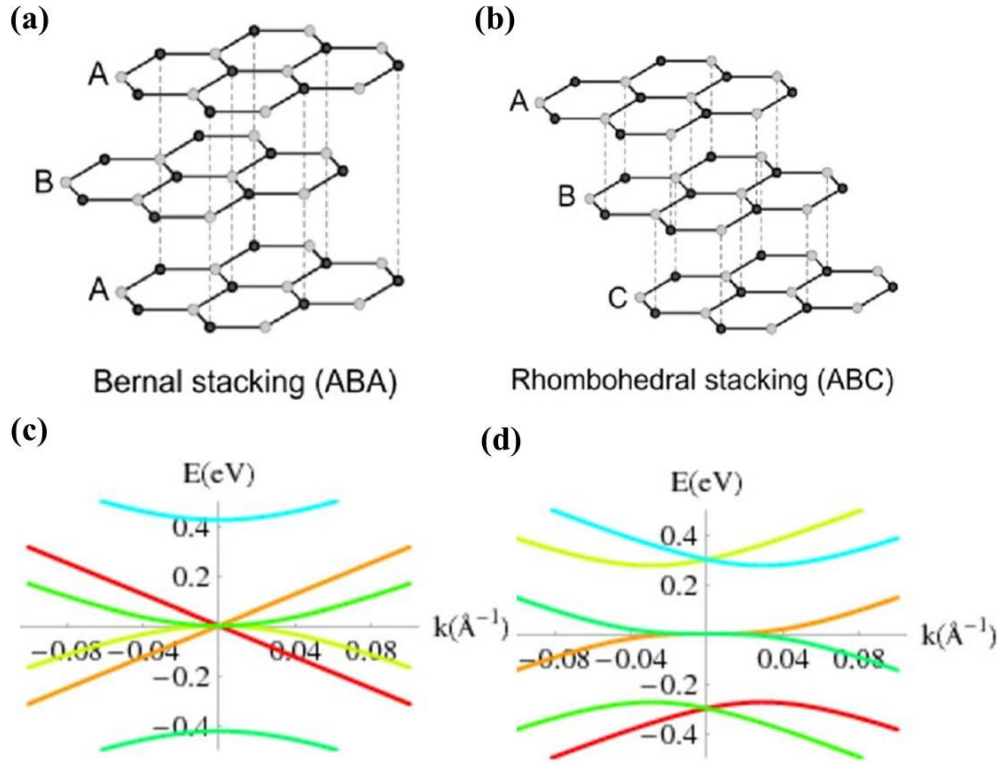 (a)
A
B
A
Bernal stacking (ABA)
(b)
A
B
C
Rhombohedral stacking (ABC)
(c)
E(eV)
0.4
0.2
k(Å⁻¹)
−0.08 −0.04 0.04 0.08
−0.2
−0.4
(d)
E(eV)
0.4
0.2
k(Å⁻¹)
−0.08 −0.04 0.04 0.08
−0.2
−0.4